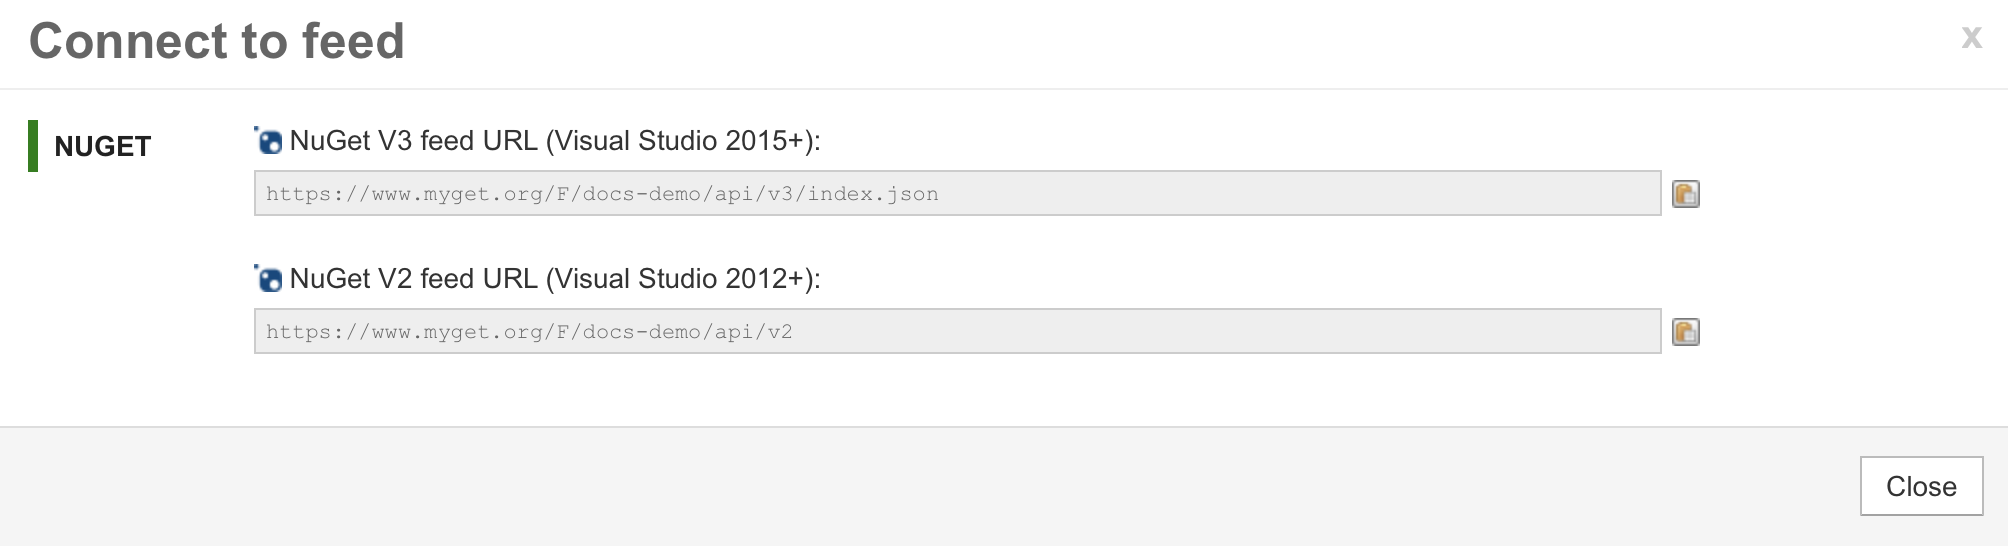 Connect to feed
x
NUGET
NuGet V3 feed URL (Visual Studio 2015+):
https://www.myget.org/F/docs-demo/api/v3/index.json
NuGet V2 feed URL (Visual Studio 2012+):
https://www.myget.org/F/docs-demo/api/v2
Close